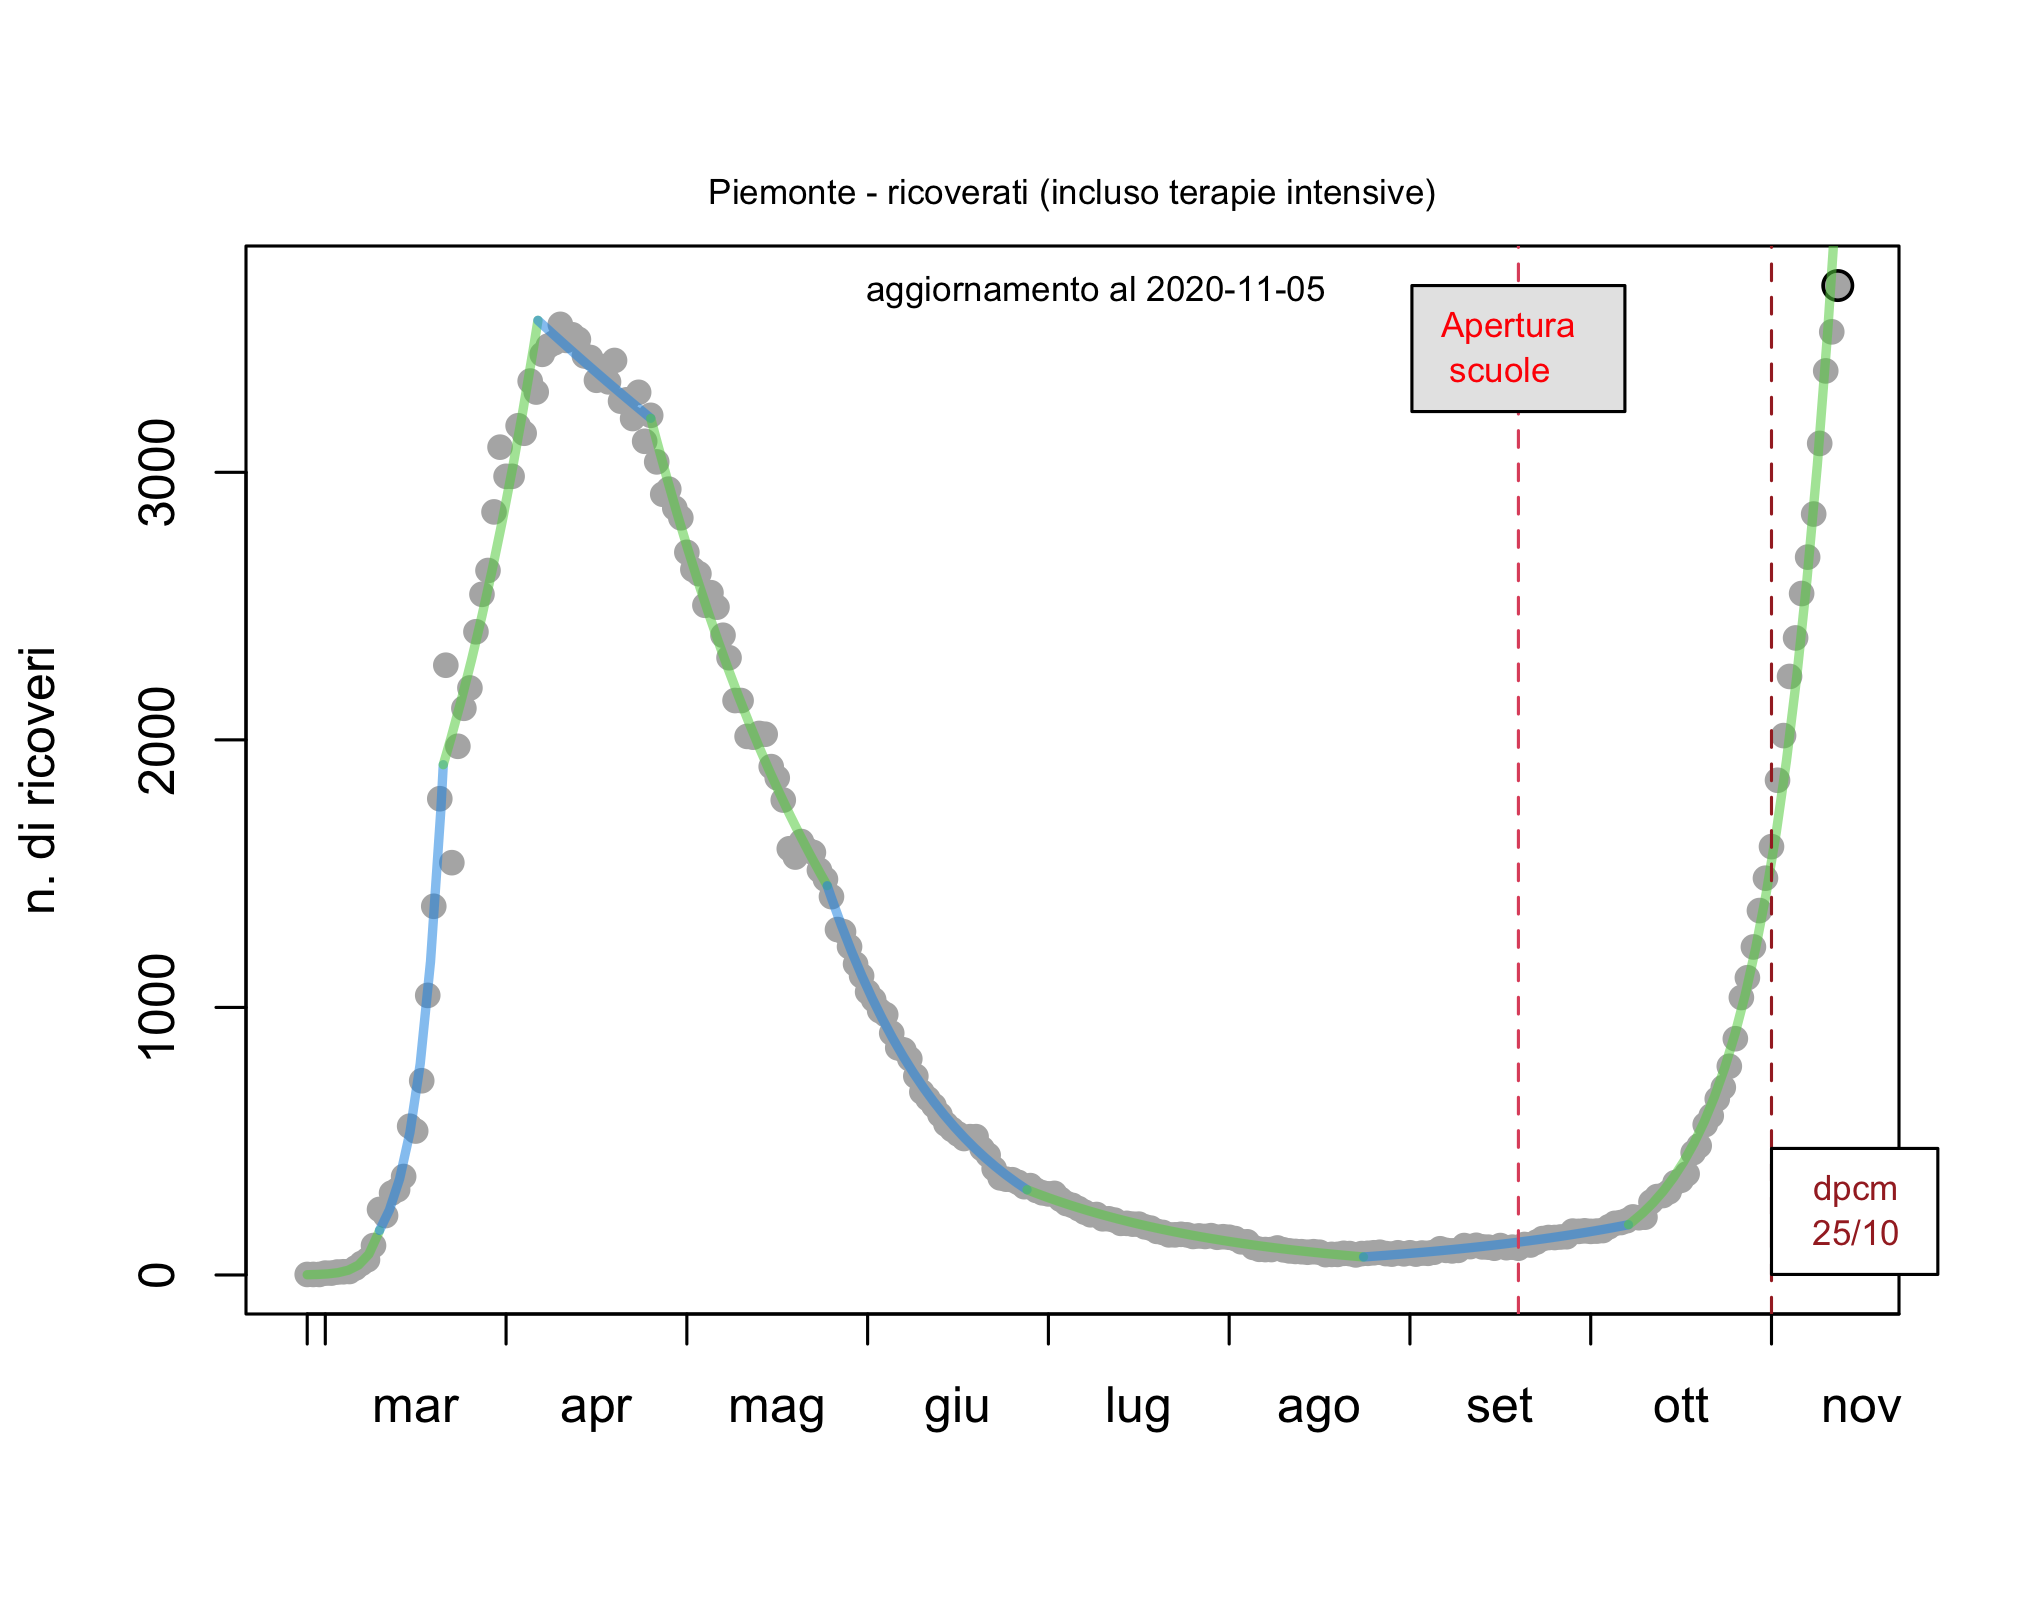 Piemonte - ricoverati (incluso terapie intensive)
aggiornamento al 2020-11-05
Apertura
scuole
n. di ricoveri
3000
2000
1000
0
dpcm
25/10
mar apr mag giu lug ago set ott nov